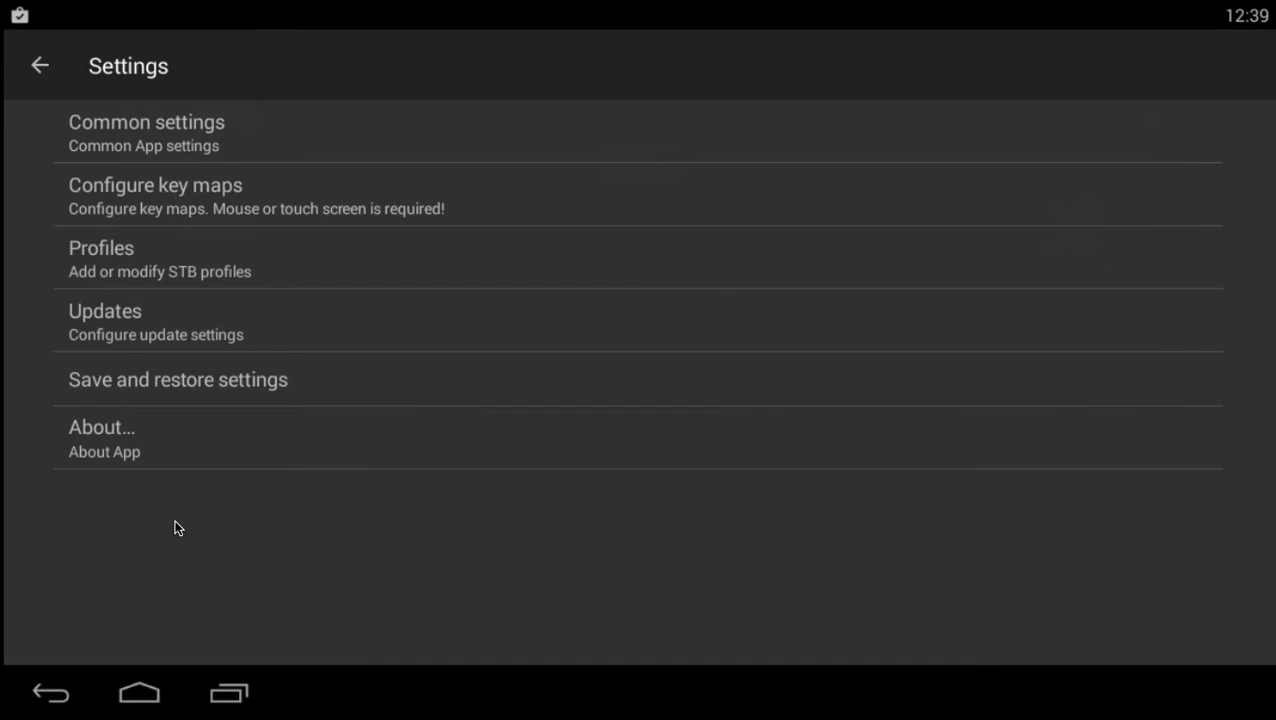 12:39
Settings
Common settings
Common App settings
Configure key maps
Configure key maps. Mouse or touch screen is required!
Profiles
Add or modify STB profiles
Updates
Configure update settings
Save and restore settings
About...
About App